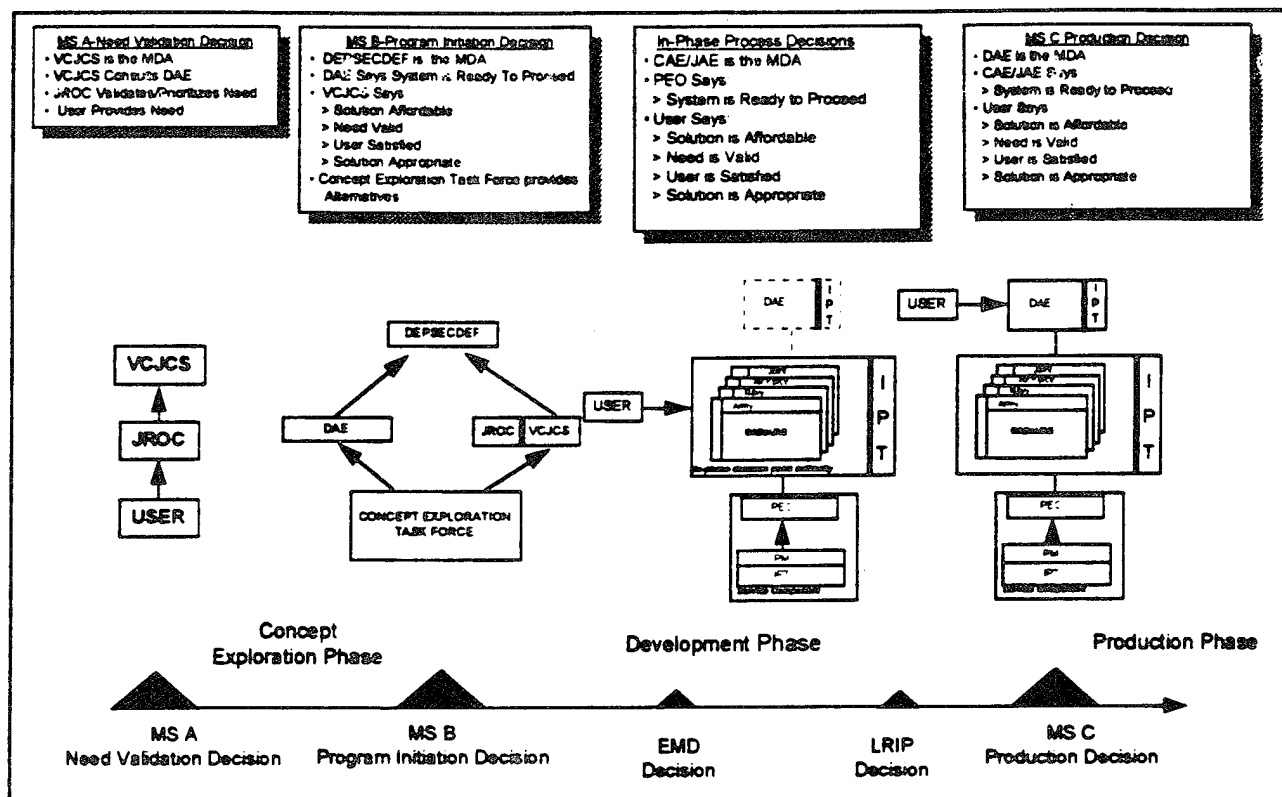 MS A-Need Validation Decision
• VCJCS is the MDA
• VCJCS Consults DAE
• JROC Validates/Prioritizes Need
• User Provides Need
MS B-Program Initiation Decision
• DEPSECDEF is the MDA
• DAE Says System is Ready To Proceed
• VCJCS Says
> Solution Affordable
> Need Valid
> User Satisfied
> Solution Appropriate
• Concept Exploration Task Force provides
Alternatives
In-Phase Process Decisions
• CAE/JAE is the MDA
• PEO Says
> System is Ready to Proceed
• User Says
> Solution is Affordable
> Need is Valid
> User is Satisfied
> Solution is Appropriate
MS C Production Decision
• DAE is the MDA
• CAE/JAE Says
> System is Ready to Proceed
• User Says
> Solution is Affordable
> Need is Valid
> User is Satisfied
> Solution is Appropriate
VCJCS
JROC
USER
DEPSECDEF
DAE
JROC VCJCS
CONCEPT EXPLORATION
TASK FORCE
DAE
IPT
USER
Army
IPT
PM
USER
DAE
IPT
Army
IPT
PM
Concept
Exploration Phase
Development Phase
Production Phase
MS A
Need Validation Decision
MS B
Program Initiation Decision
EMD
Decision
LRIP
Decision
MS C
Production Decision